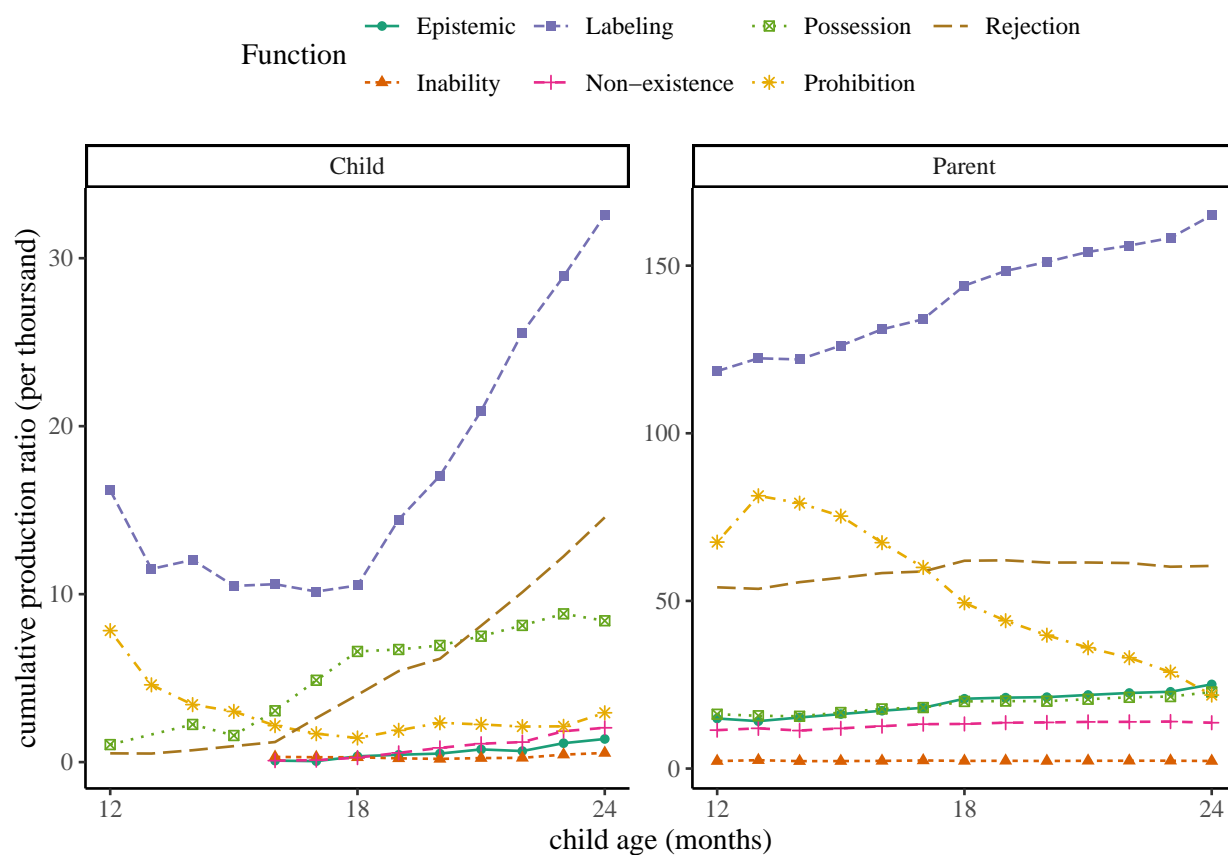 Function
Epistemic
Labeling
Possession
Rejection
Inability
Non−existence
Prohibition
Child
Parent
cumulative production ratio (per thoursand)
30
20
10
0
150
100
50
0
12
18
24
12
18
24
child age (months)